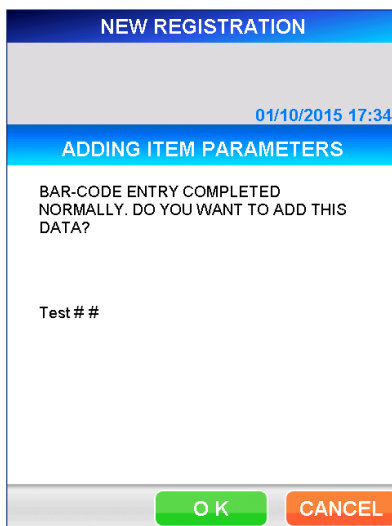 NEW REGISTRATION
01/10/2015 17:34
ADDING ITEM PARAMETERS
BAR-CODE ENTRY COMPLETED
NORMALLY. DO YOU WANT TO ADD THIS
DATA?
Test # #
O K
CANCEL